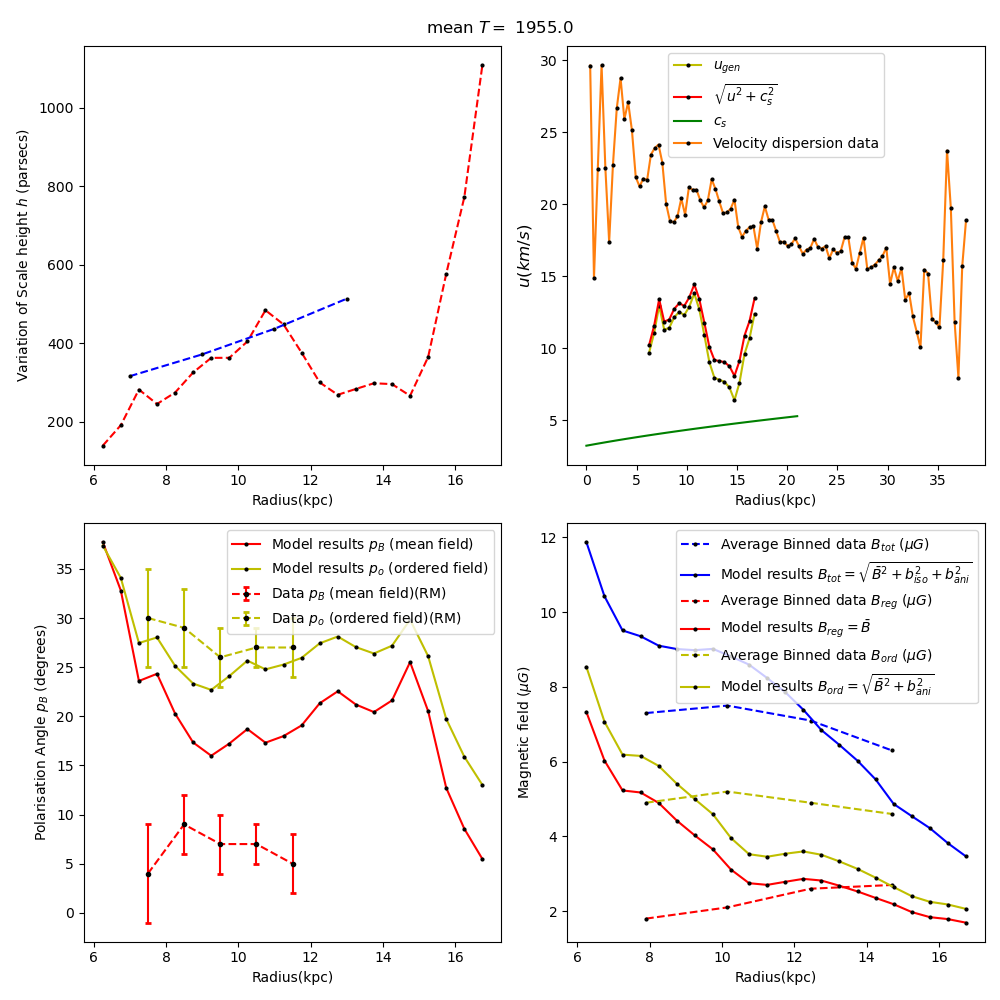 mean T = 1955.0
Variation of Scale height h (parsecs)
1000
800
600
400
200
6 8 10 12 14 16
Radius(kpc)
u(km/s)
30
25
20
15
10
5
0 5 10 15 20 25 30 35
Radius(kpc)
u_gen
√(u² + c_s²)
c_s
Velocity dispersion data
Polarisation Angle p_B (degrees)
35
30
25
20
15
10
5
0
6 8 10 12 14 16
Radius(kpc)
Model results p_B (mean field)
Model results p_o (ordered field)
Data p_B (mean field)(RM)
Data p_o (ordered field)(RM)
Magnetic field (μG)
12
10
8
6
4
2
6 8 10 12 14 16
Radius(kpc)
Average Binned data B_tot (μG)
Model results B_tot = √(B̄² + b²_iso + b²_ani)
Average Binned data B_reg (μG)
Model results B_reg = B̄
Average Binned data B_ord (μG)
Model results B_ord = √(B̄² + b²_ani)